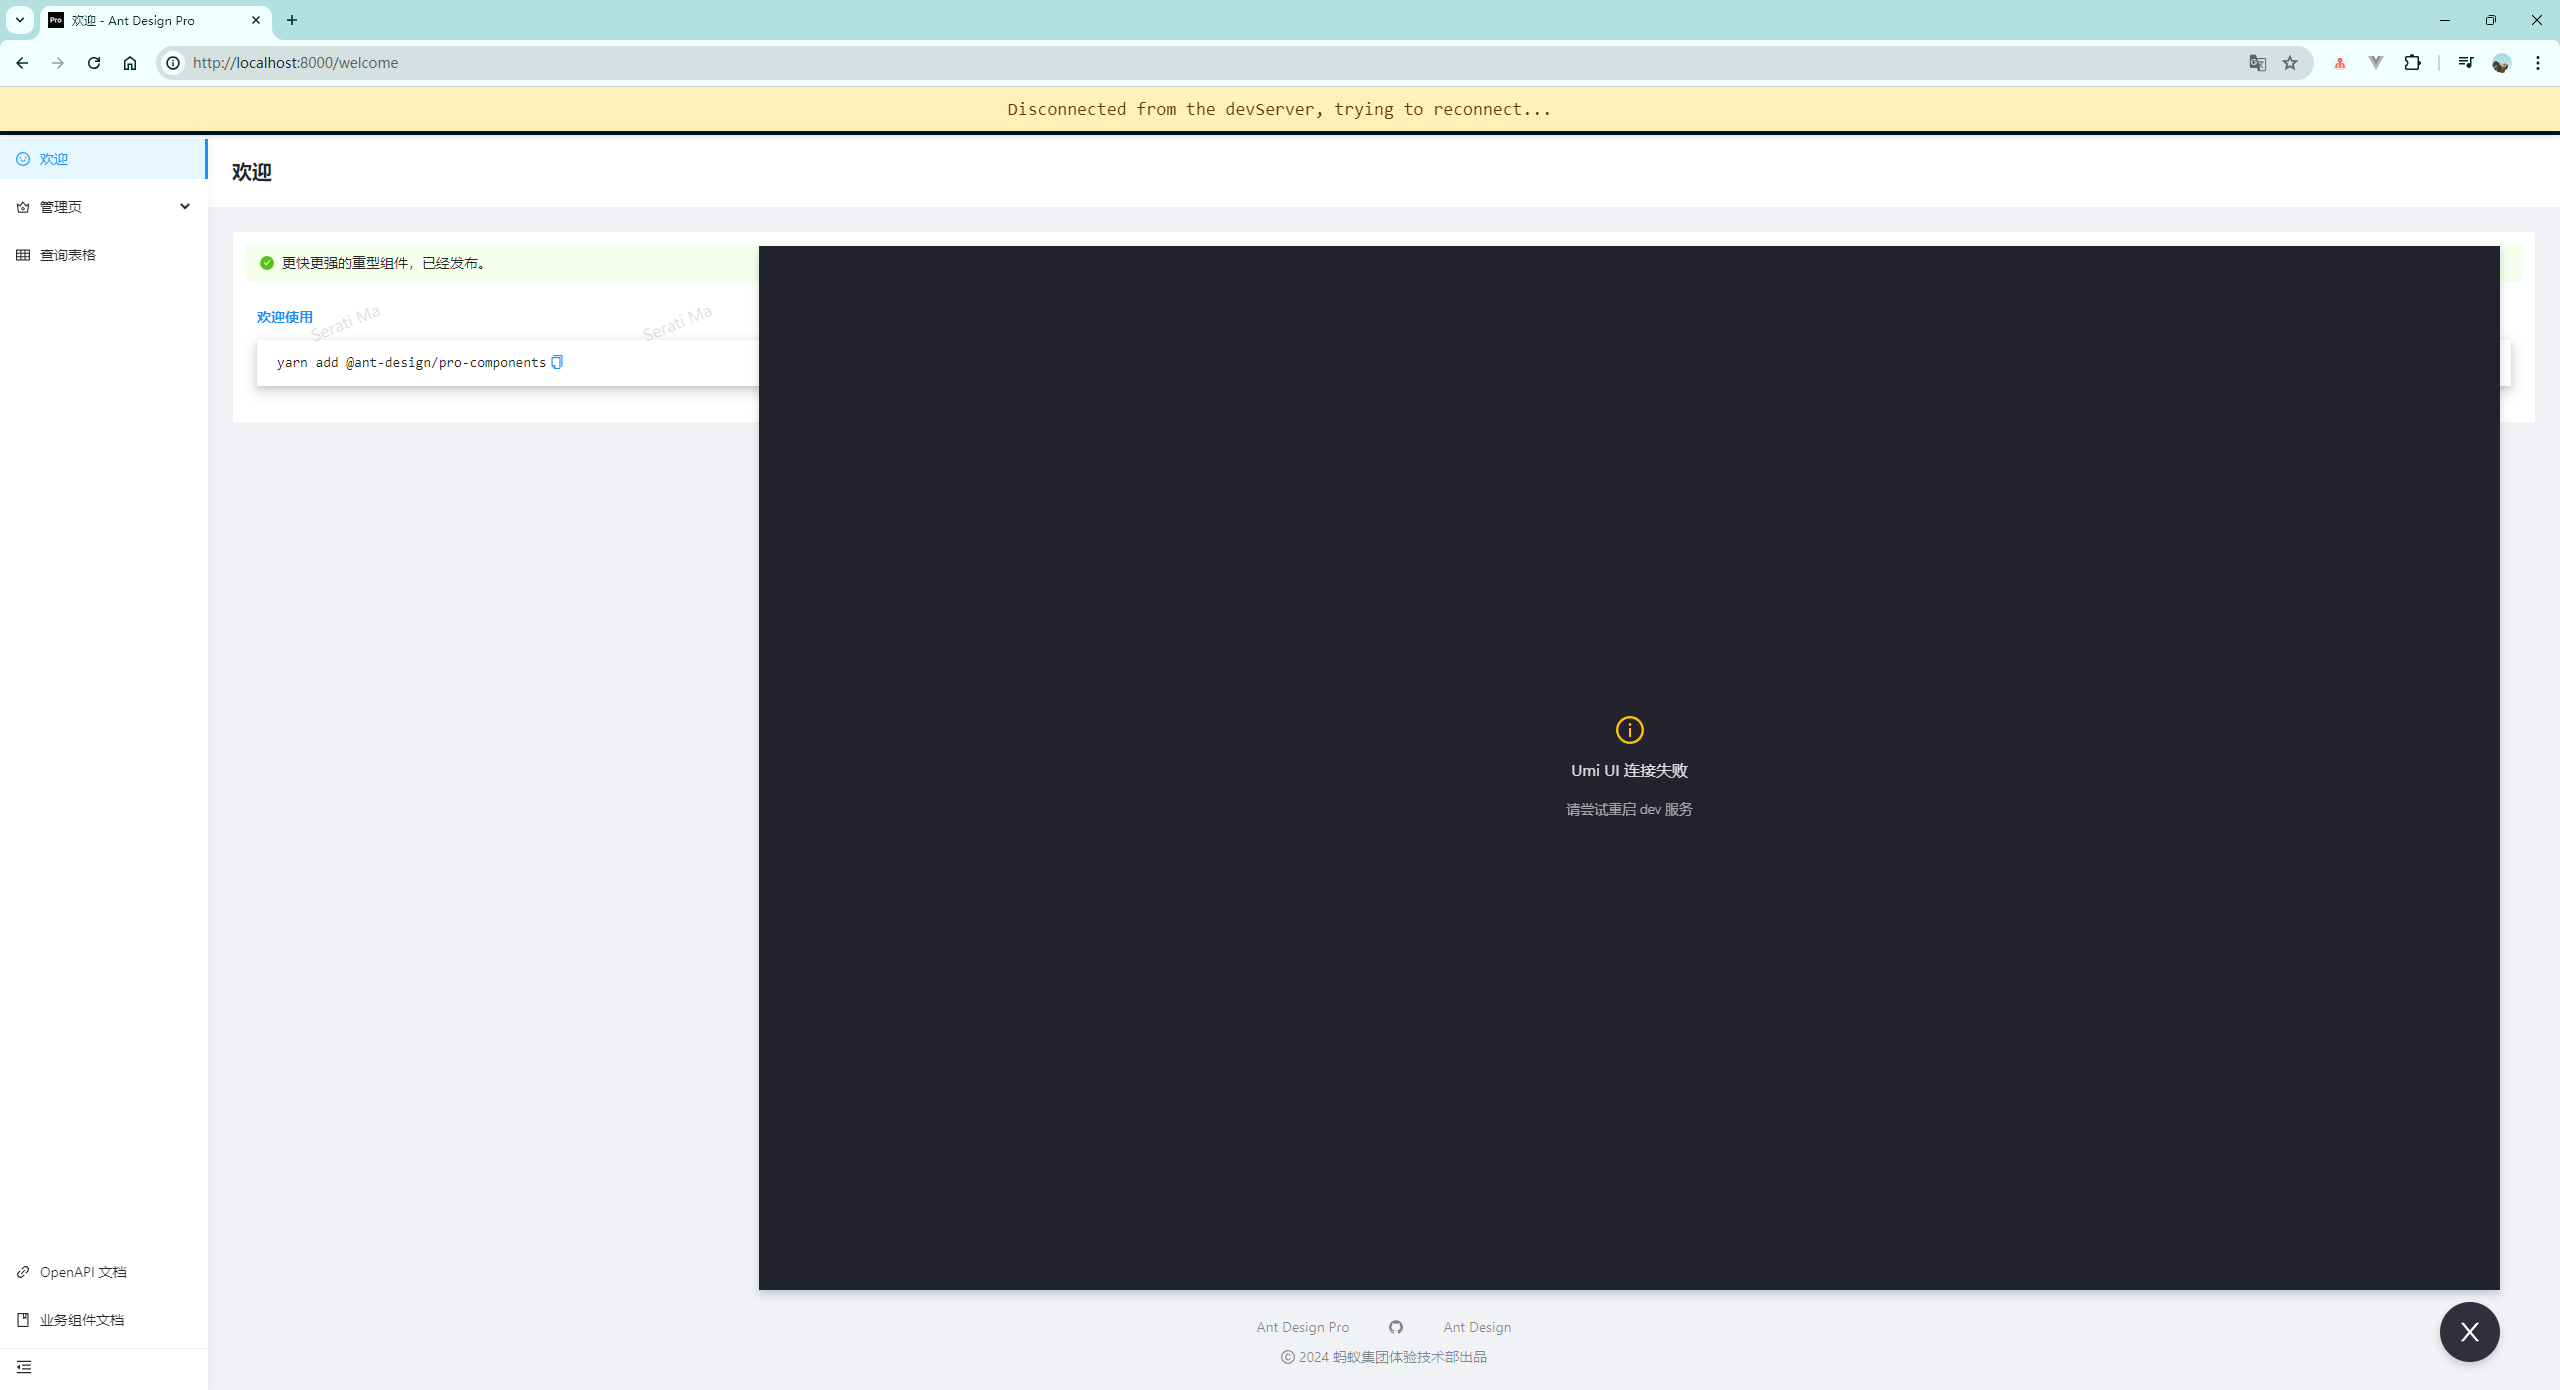 Pro
欢迎 - Ant Design Pro
http://localhost:8000/welcome
Disconnected from the devServer, trying to reconnect...
欢迎
欢迎
管理页
查询表格
更快更强的重型组件，已经发布。
欢迎使用
Serati Ma
Serati Ma
yarn add @ant-design/pro-components
Umi UI 连接失败
请尝试重启 dev 服务
OpenAPI 文档
业务组件文档
Ant Design Pro
Ant Design
© 2024 蚂蚁集团体验技术部出品